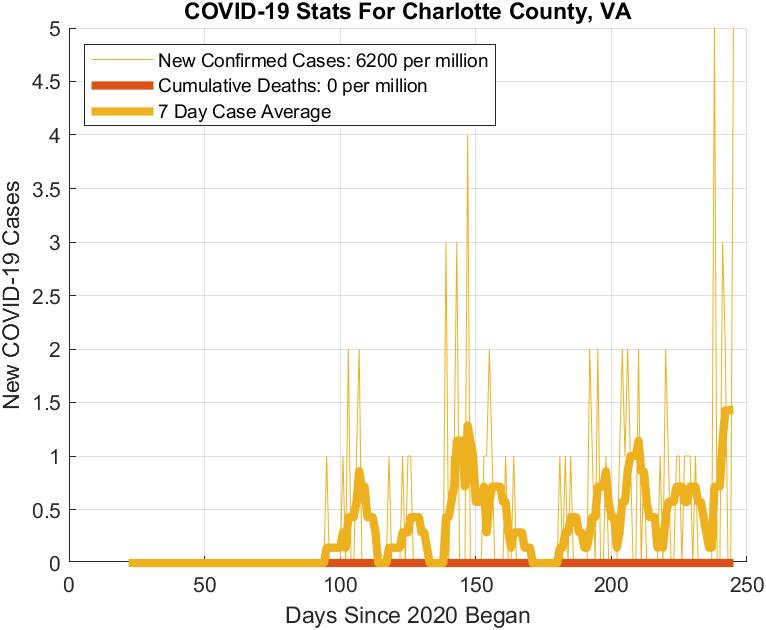 COVID-19 Stats For Charlotte County, VA
New Confirmed Cases: 6200 per million
Cumulative Deaths: 0 per million
7 Day Case Average
5
4.5
4
3.5
3
2.5
2
1.5
1
0.5
0
New COVID-19 Cases
0 50 100 150 200 250
Days Since 2020 Began